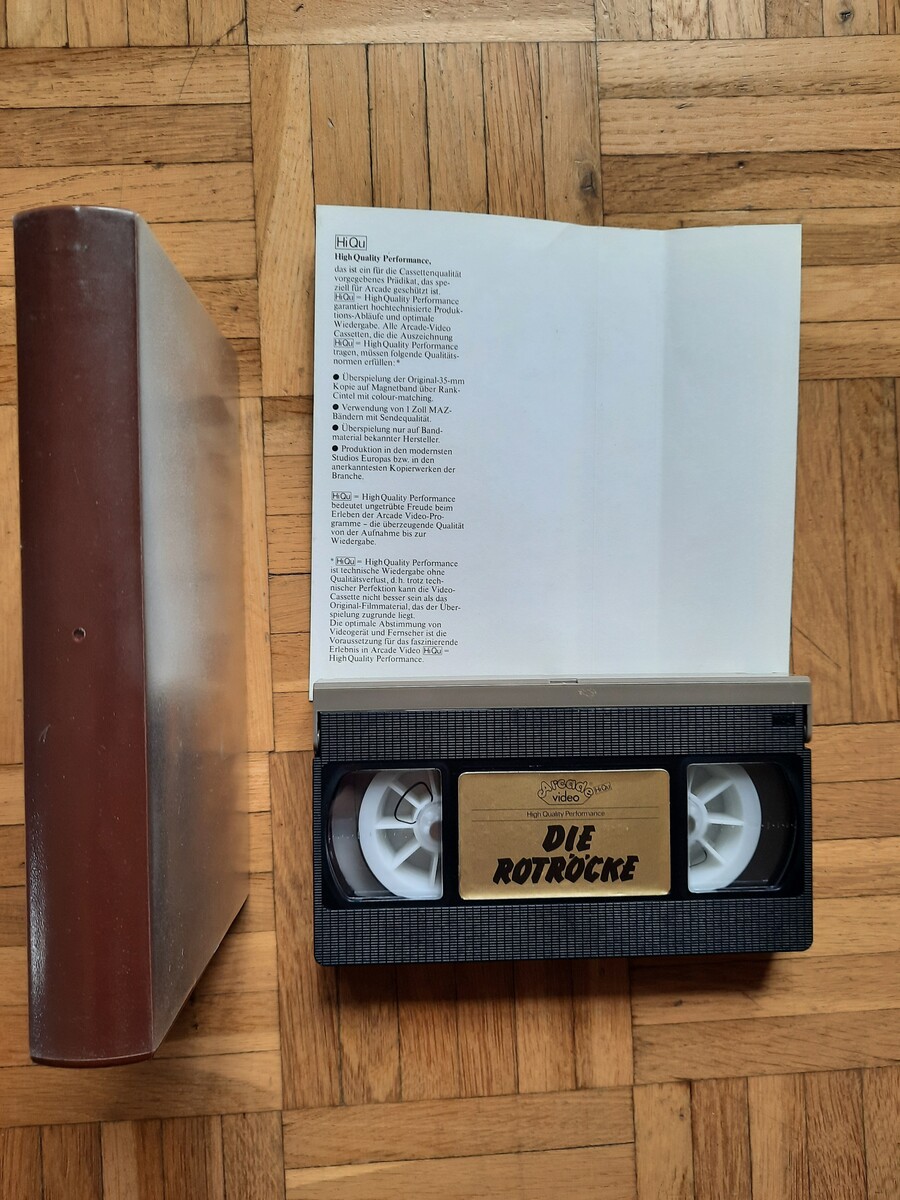 HiQu
High Quality Performance,
das ist ein für die Cassettenqualität
vorgegebenes Prädikat, das spe-
ziell für Arcade geschützt ist.
HiQu = High Quality Performance
garantiert hochtechnisierte Produk-
tions-Abläufe und optimale
Wiedergabe. Alle Arcade-Video
Cassetten, die die Auszeichnung
HiQu = High Quality Performance
tragen, müssen folgende Qualitäts-
normen erfüllen:*
● Überspielung der Original-35-mm
Kopie auf Magnetband über Rank-
Cintel mit colour-matching.
● Verwendung von 1 Zoll MAZ-
Bändern mit Sendequalität.
● Überspielung nur auf Band-
material bekannter Hersteller.
● Produktion in den modernsten
Studios Europas bzw. in den
anerkanntesten Kopierwerken der
Branche.
HiQu = High Quality Performance
bedeutet ungetrübte Freude beim
Erleben der Arcade Video-Pro-
gramme – die überzeugende Qualität
von der Aufnahme bis zur
Wiedergabe.
* HiQu = High Quality Performance
ist technische Wiedergabe ohne
Qualitätsverlust, d. h. trotz tech-
nischer Perfektion kann die Video-
Cassette nicht besser sein als das
Original-Filmmaterial, das der Über-
spielung zugrunde liegt.
Die optimale Abstimmung von
Videogerät und Fernseher ist die
Voraussetzung für das faszinierende
Erlebnis in Arcade Video HiQu =
High Quality Performance.
Arcade HiQu
video
High Quality Performance
DIE
ROTRÖCKE